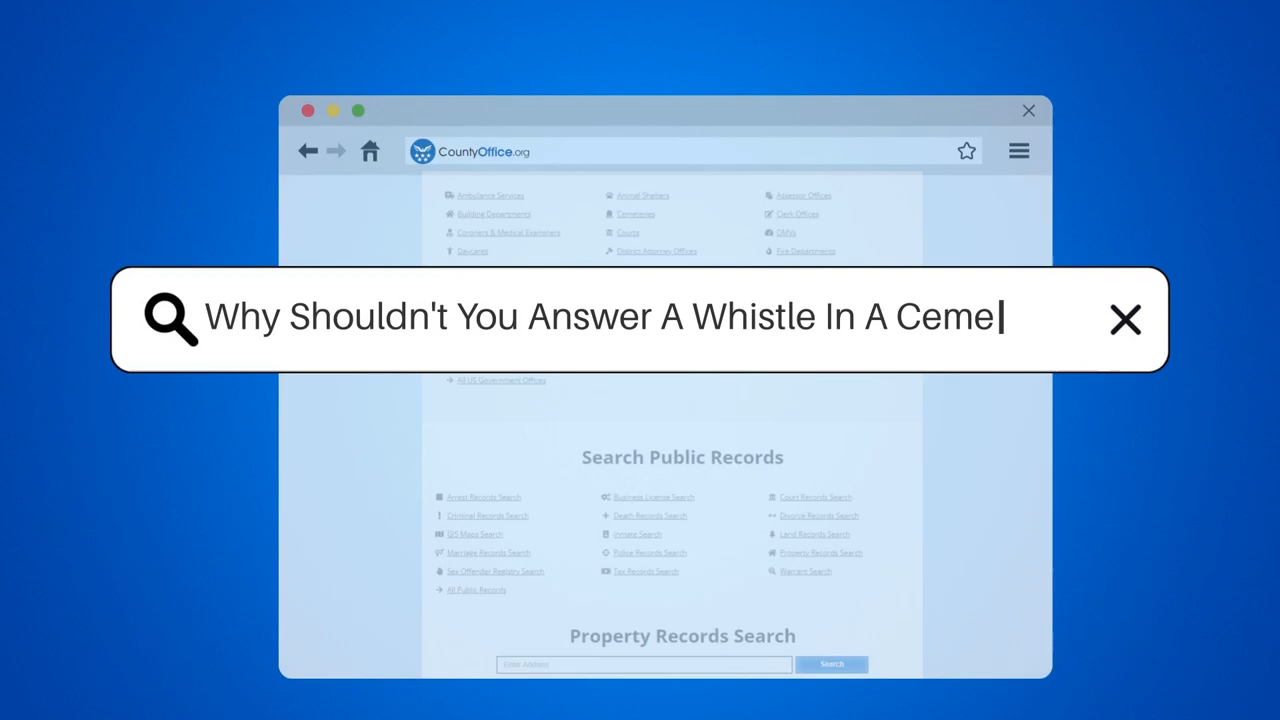 CountyOffice.org
Ambulance Services Animal Shelters Assessor Offices
Building Departments Cemeteries Clerk Offices
Coroners & Medical Examiners Courts DMVs
Daycares District Attorney Offices Fire Departments
Why Shouldn't You Answer A Whistle In A Ceme
All US Government Offices
Search Public Records
Arrest Records Search Business License Search Court Records Search
Criminal Records Search Death Records Search Divorce Records Search
GIS Maps Search Inmate Search Land Records Search
Marriage Records Search Police Records Search Property Records Search
Sex Offender Registry Search Tax Records Search Warrant Search
All Public Records
Property Records Search
Enter Address Search